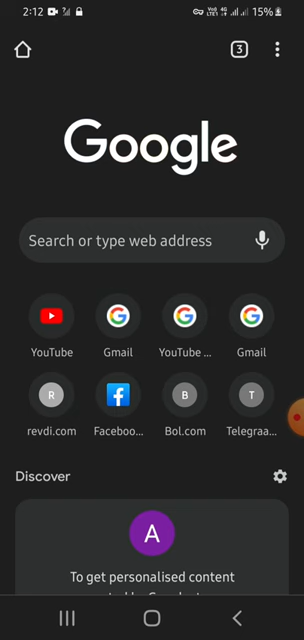 2:12
15%
3
Google
Search or type web address
YouTube Gmail YouTube ... Gmail
R B T
revdi.com Faceboo... Bol.com Telegraa...
Discover
A
To get personalised content